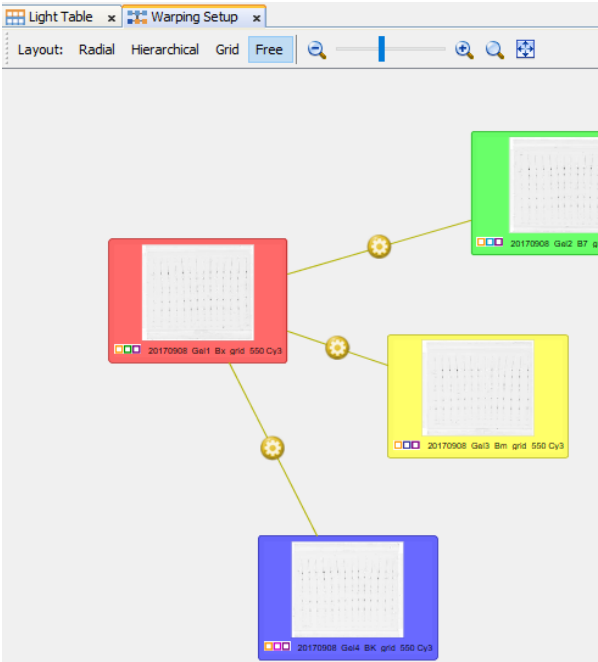 Light Table x Warping Setup x
Layout: Radial Hierarchical Grid Free
20170908 Gel2 B7 g
20170908 Gel1 Bx grid 550 Cy3
20170908 Gel3 Bm grid 550 Cy3
20170908 Gel4 BK grid 550 Cy3